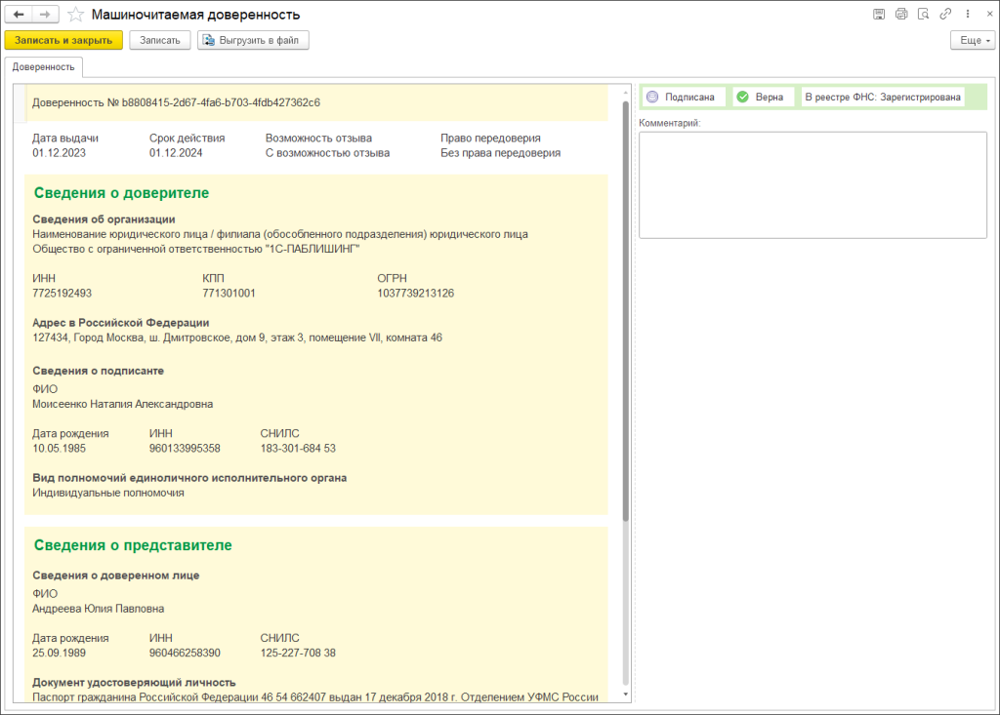 Машиночитаемая доверенность
Записать и закрыть
Записать
Выгрузить в файл
Еще
Доверенность
Доверенность № b8808415-2d67-4fa6-b703-4fdb427362c6
Дата выдачи Срок действия Возможность отзыва Право передоверия
01.12.2023 01.12.2024 С возможностью отзыва Без права передоверия
Сведения о доверителе
Сведения об организации
Наименование юридического лица / филиала (обособленного подразделения) юридического лица
Общество с ограниченной ответственностью "1С-ПАБЛИШИНГ"
ИНН КПП ОГРН
7725192493 771301001 1037739213126
Адрес в Российской Федерации
127434, Город Москва, ш. Дмитровское, дом 9, этаж 3, помещение VII, комната 46
Сведения о подписанте
ФИО
Моисеенко Наталия Александровна
Дата рождения ИНН СНИЛС
10.05.1985 960133995358 183-301-684 53
Вид полномочий единоличного исполнительного органа
Индивидуальные полномочия
Сведения о представителе
Сведения о доверенном лице
ФИО
Андреева Юлия Павловна
Дата рождения ИНН СНИЛС
25.09.1989 960466258390 125-227-708 38
Документ удостоверяющий личность
Паспорт гражданина Российской Федерации 46 54 662407 выдан 17 декабря 2018 г. Отделением УФМС России
Подписана
Верна
В реестре ФНС: Зарегистрирована
Комментарий: